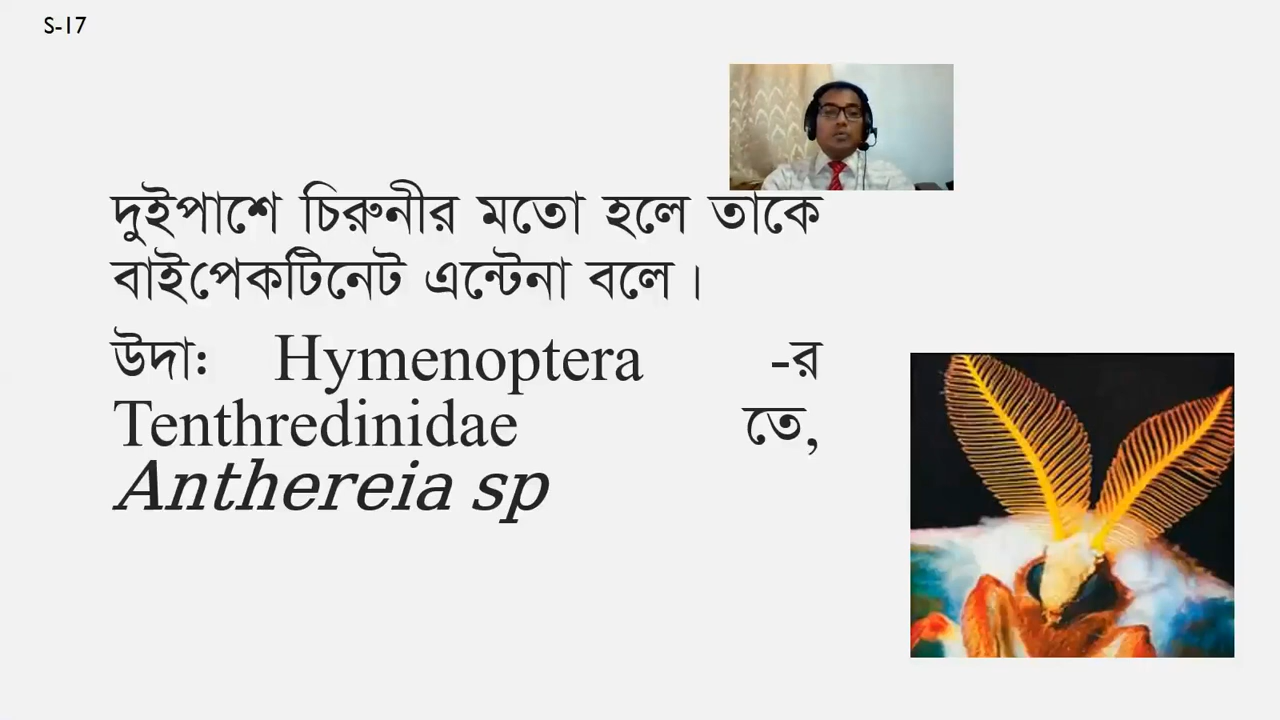 S-17
দুইপাশে চিরুনীর মতো হলে তাকে
বাইপেকটিনেট এন্টেনা বলে।
উদাঃ Hymenoptera -র
Tenthredinidae তে,
Anthereia sp